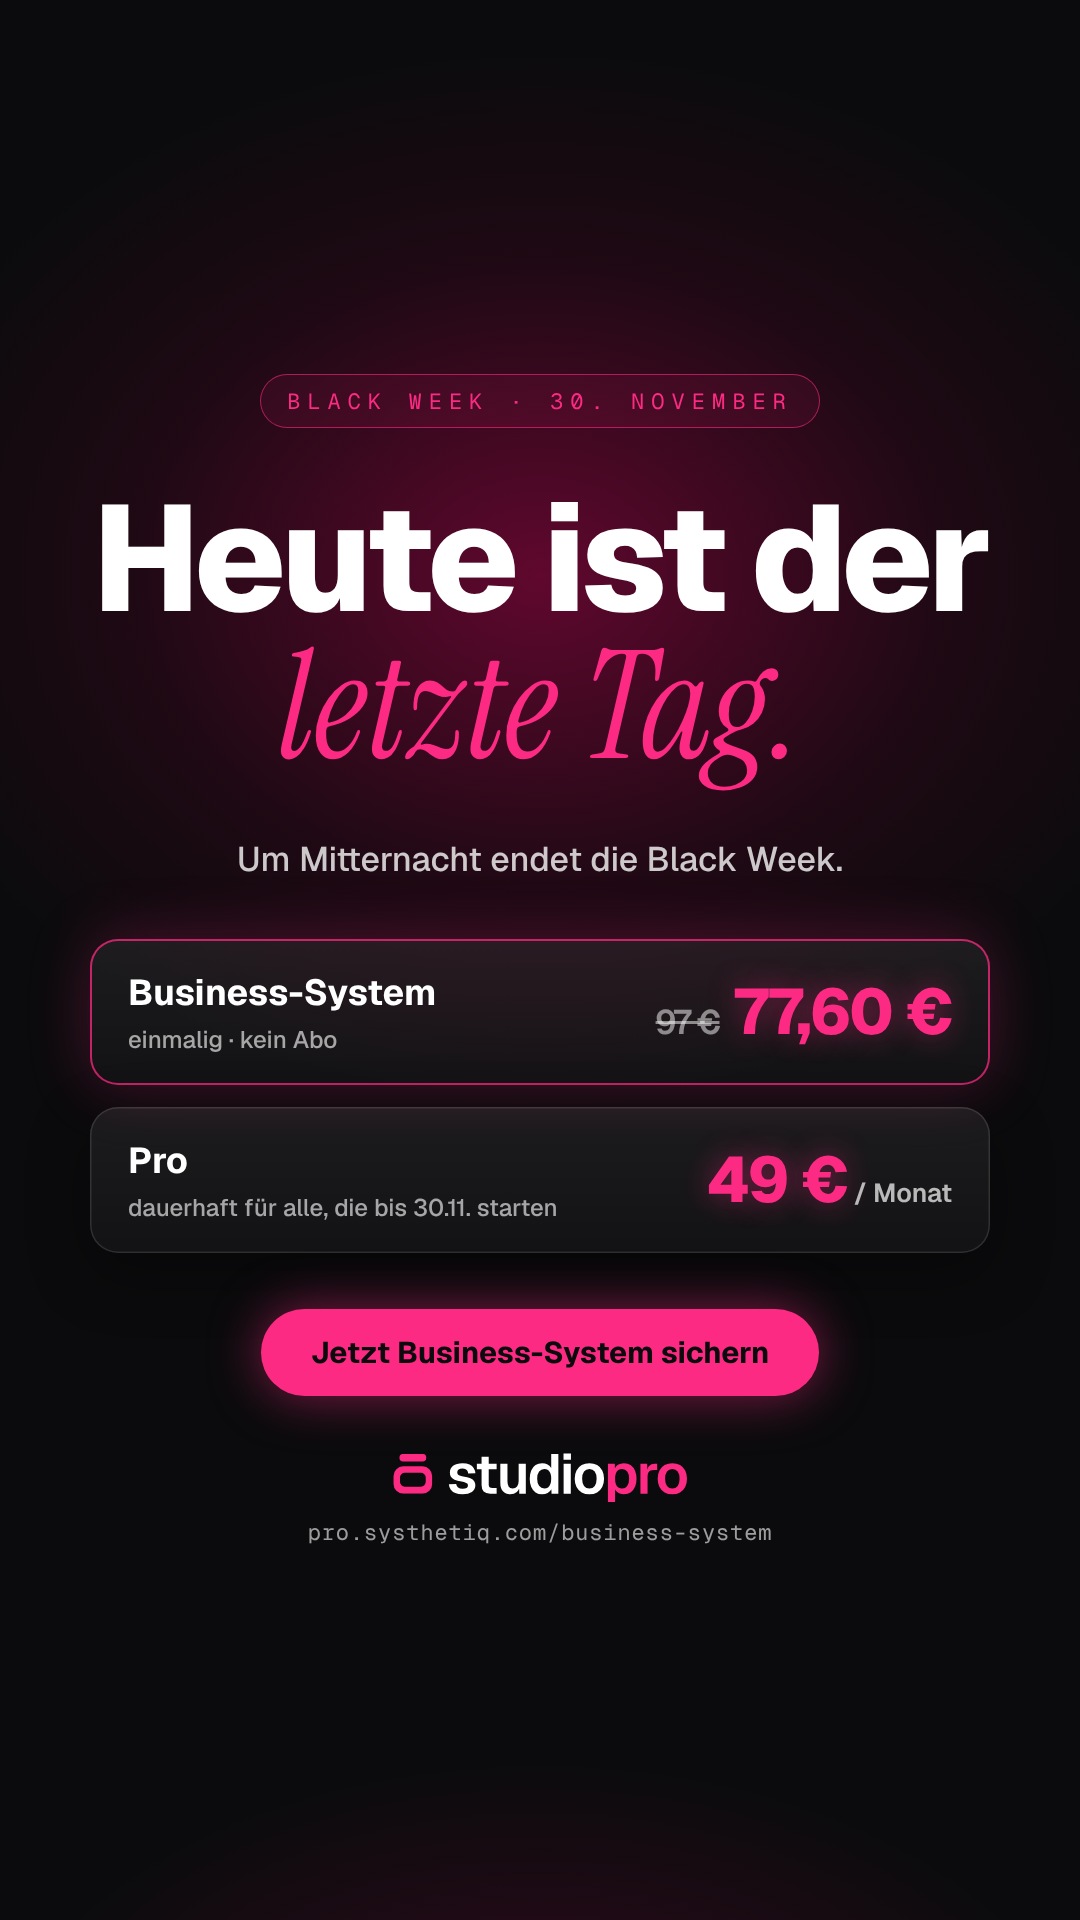 BLACK WEEK · 30. NOVEMBER
Heute ist der
letzte Tag.
Um Mitternacht endet die Black Week.
Business-System
einmalig · kein Abo
97 € 77,60 €
Pro
dauerhaft für alle, die bis 30.11. starten
49 € / Monat
Jetzt Business-System sichern
studiopro
pro.systhetiq.com/business-system